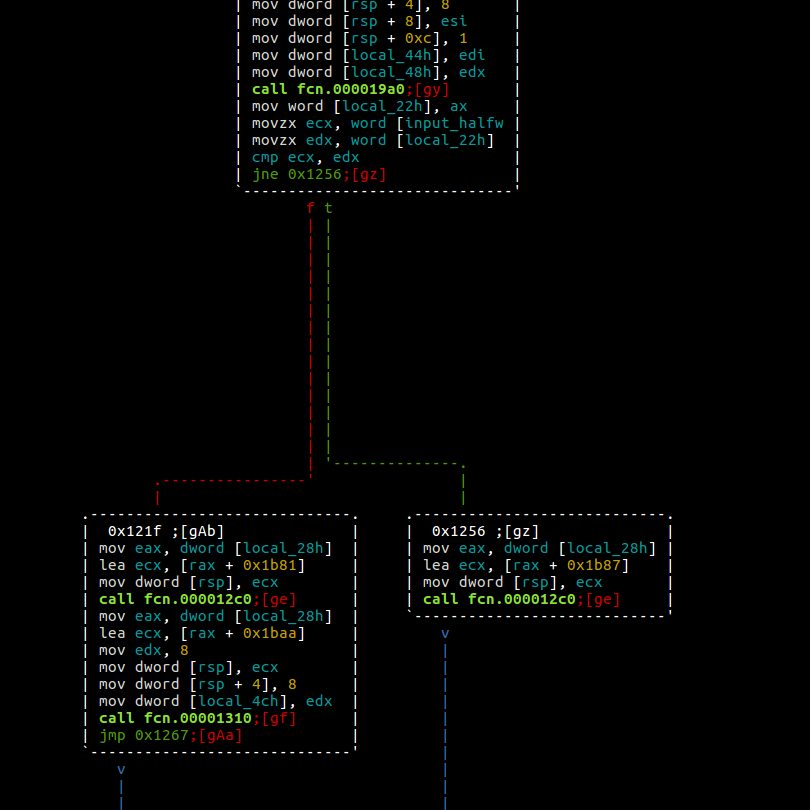 mov dword [rsp + 4], 8
mov dword [rsp + 8], esi
mov dword [rsp + 0xc], 1
mov dword [local_44h], edi
mov dword [local_48h], edx
call fcn.000019a0;[gy]
mov word [local_22h], ax
movzx ecx, word [input_halfw
movzx edx, word [local_22h]
cmp ecx, edx
jne 0x1256;[gz]
f t
0x121f ;[gAb]
mov eax, dword [local_28h]
lea ecx, [rax + 0x1b81]
mov dword [rsp], ecx
call fcn.000012c0;[ge]
mov eax, dword [local_28h]
lea ecx, [rax + 0x1baa]
mov edx, 8
mov dword [rsp], ecx
mov dword [rsp + 4], 8
mov dword [local_4ch], edx
call fcn.00001310;[gf]
jmp 0x1267;[gAa]
v
0x1256 ;[gz]
mov eax, dword [local_28h]
lea ecx, [rax + 0x1b87]
mov dword [rsp], ecx
call fcn.000012c0;[ge]
v